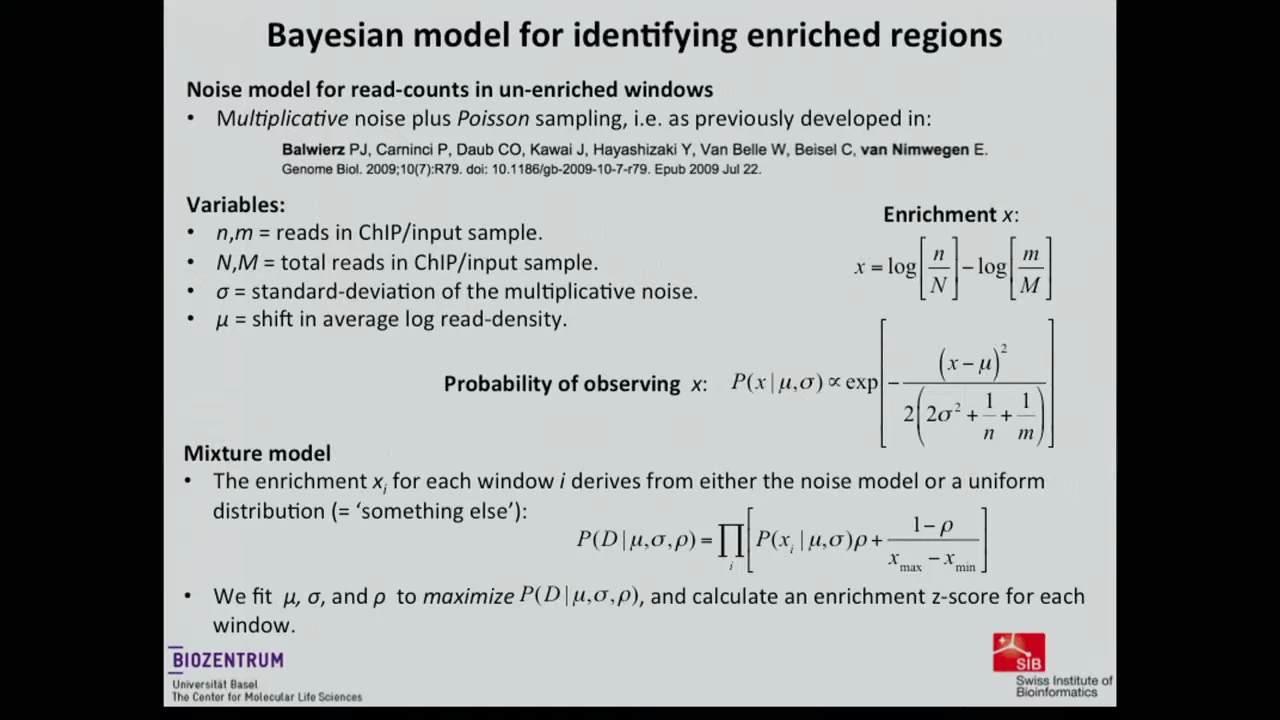 Bayesian model for identifying enriched regions
Noise model for read-counts in un-enriched windows
• Multiplicative noise plus Poisson sampling, i.e. as previously developed in:
Balwierz PJ, Carninci P, Daub CO, Kawai J, Hayashizaki Y, Van Belle W, Beisel C, van Nimwegen E.
Genome Biol. 2009;10(7):R79. doi: 10.1186/gb-2009-10-7-r79. Epub 2009 Jul 22.
Variables:
• n,m = reads in ChIP/input sample.
• N,M = total reads in ChIP/input sample.
• σ = standard-deviation of the multiplicative noise.
• μ = shift in average log read-density.
Enrichment x:
x = log[n/N] − log[m/M]
Probability of observing x: P(x|μ,σ) ∝ exp[−(x−μ)²/(2(2σ²+1/n+1/m))]
Mixture model
• The enrichment xᵢ for each window i derives from either the noise model or a uniform
distribution (= ‘something else’):
P(D|μ,σ,ρ) = ∏ᵢ[P(xᵢ|μ,σ)ρ + (1−ρ)/(x_max − x_min)]
• We fit μ, σ, and ρ to maximize P(D|μ,σ,ρ), and calculate an enrichment z-score for each
window.
BIOZENTRUM
Universität Basel
The Center for Molecular Life Sciences
SIB
Swiss Institute of
Bioinformatics